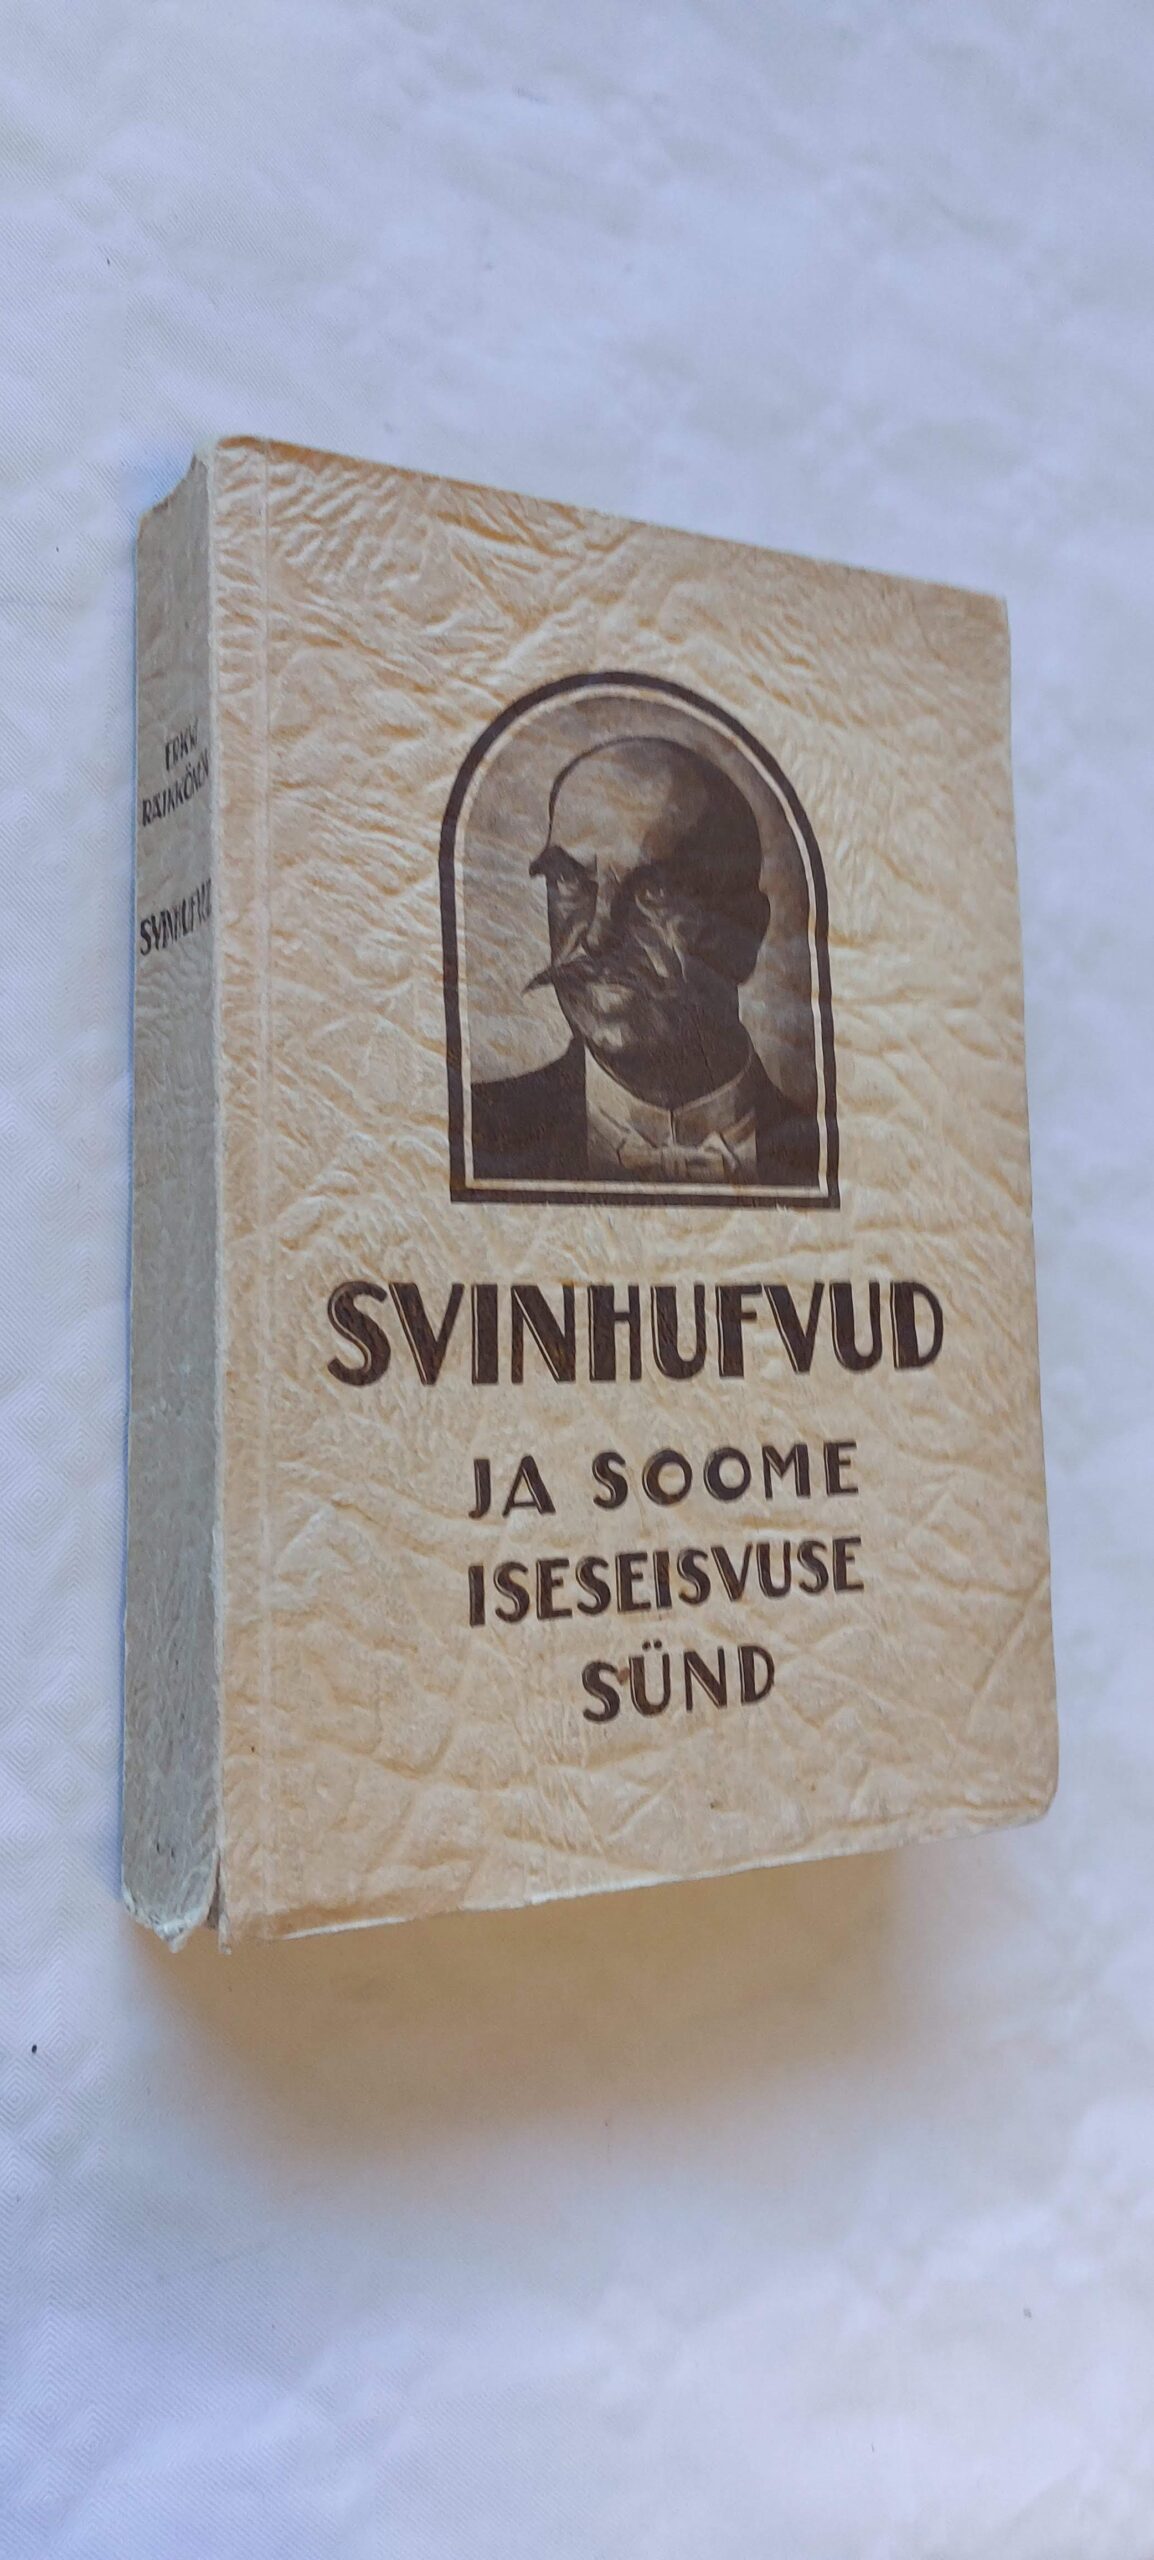 ERKKI
RÄIKKÖNEN
SVINHUFVUD
SVINHUFVUD
JA SOOME
ISESEISVUSE
SÜND